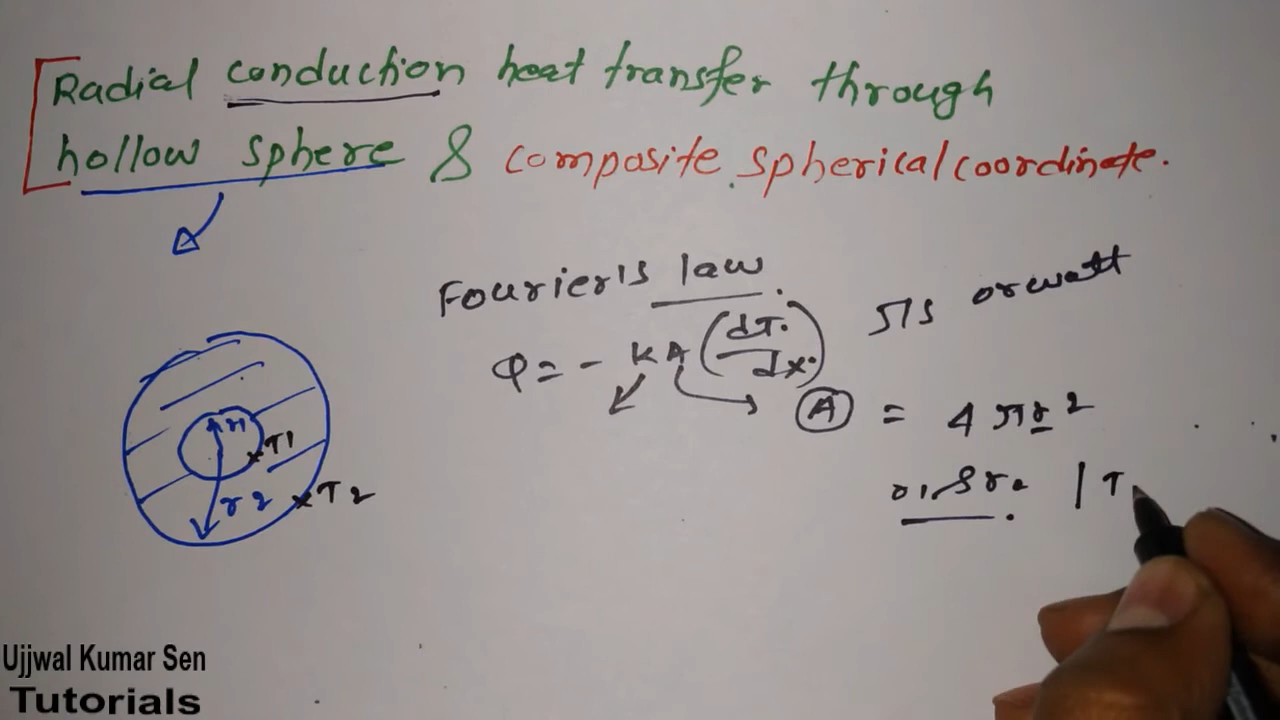 Radial conduction heat transfer through
hollow sphere & composite spherical coordinate.
Fourier's law.
Q = - KA (dT/dx) J/s or watt
A = 4πr²
r1 & r2 | T
r1
T1
r2
T2
Ujjwal Kumar Sen
Tutorials